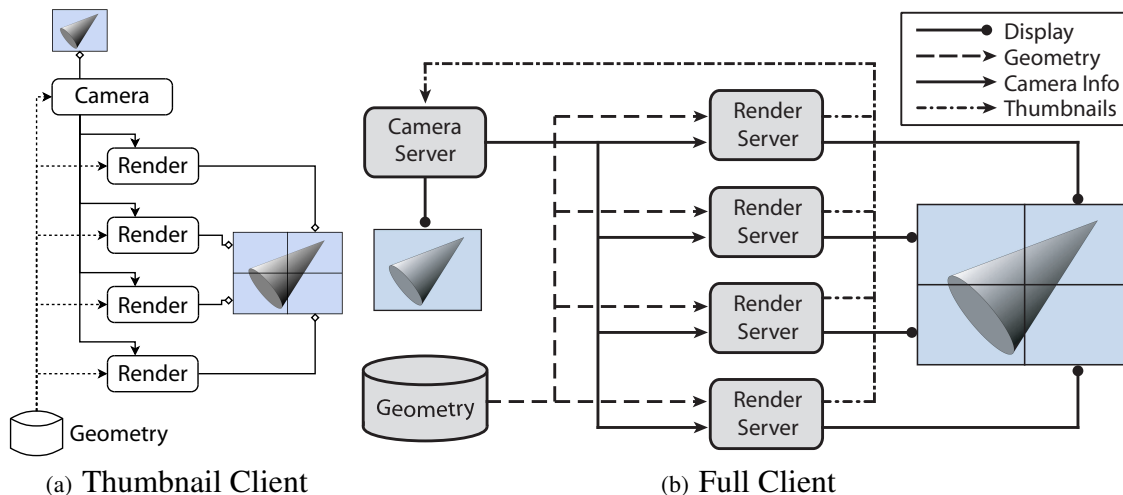 Camera
Render
Render
Render
Render
Geometry
(a) Thumbnail Client
Camera
Server
Geometry
Render
Server
Render
Server
Render
Server
Render
Server
Display
Geometry
Camera Info
Thumbnails
(b) Full Client